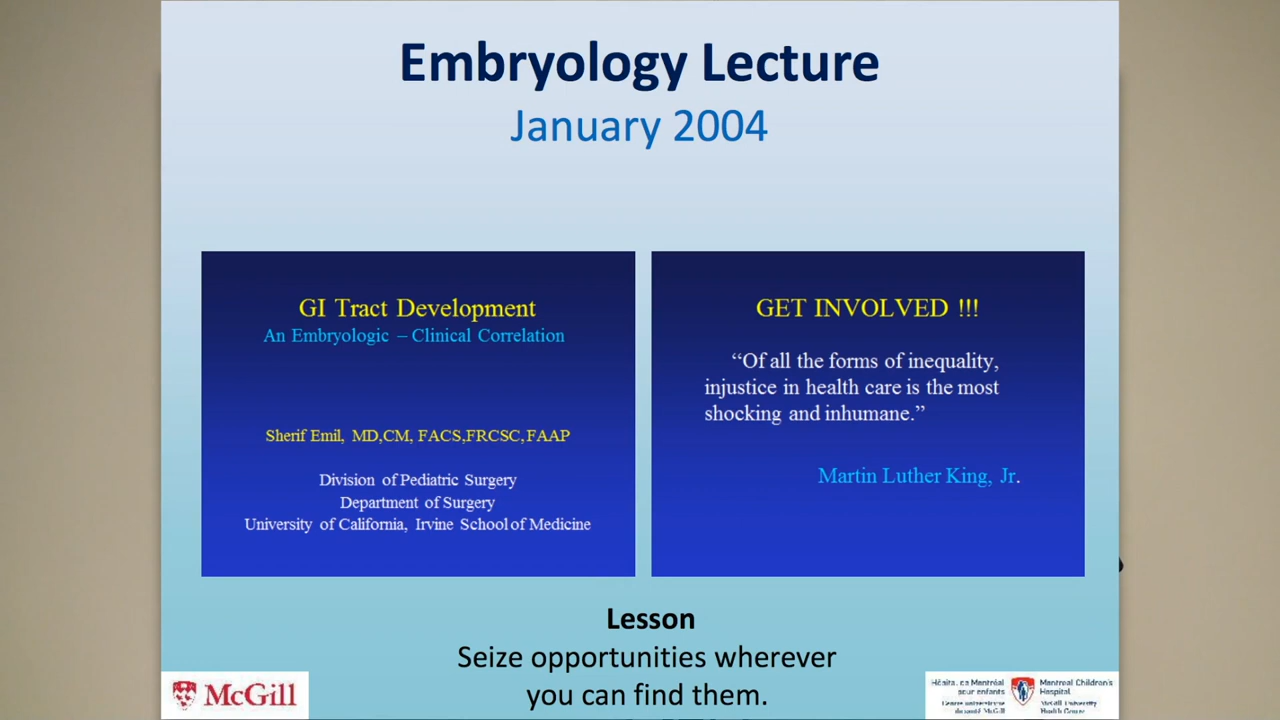 Embryology Lecture
January 2004
GI Tract Development
An Embryologic – Clinical Correlation
Sherif Emil, MD,CM, FACS,FRCSC,FAAP
Division of Pediatric Surgery
Department of Surgery
University of California, Irvine School of Medicine
GET INVOLVED !!!
“Of all the forms of inequality,
injustice in health care is the most
shocking and inhumane.”
Martin Luther King, Jr.
Lesson
Seize opportunities wherever
you can find them.
McGill
Montreal Children's
Hospital
McGill University
Health Centre